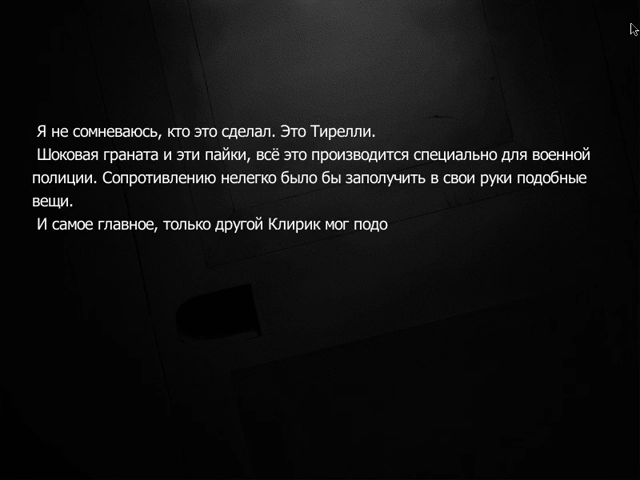 Я не сомневаюсь, кто это сделал. Это Тирелли.
Шоковая граната и эти пайки, всё это производится специально для военной
полиции. Сопротивлению нелегко было бы заполучить в свои руки подобные
вещи.
И самое главное, только другой Клирик мог подо